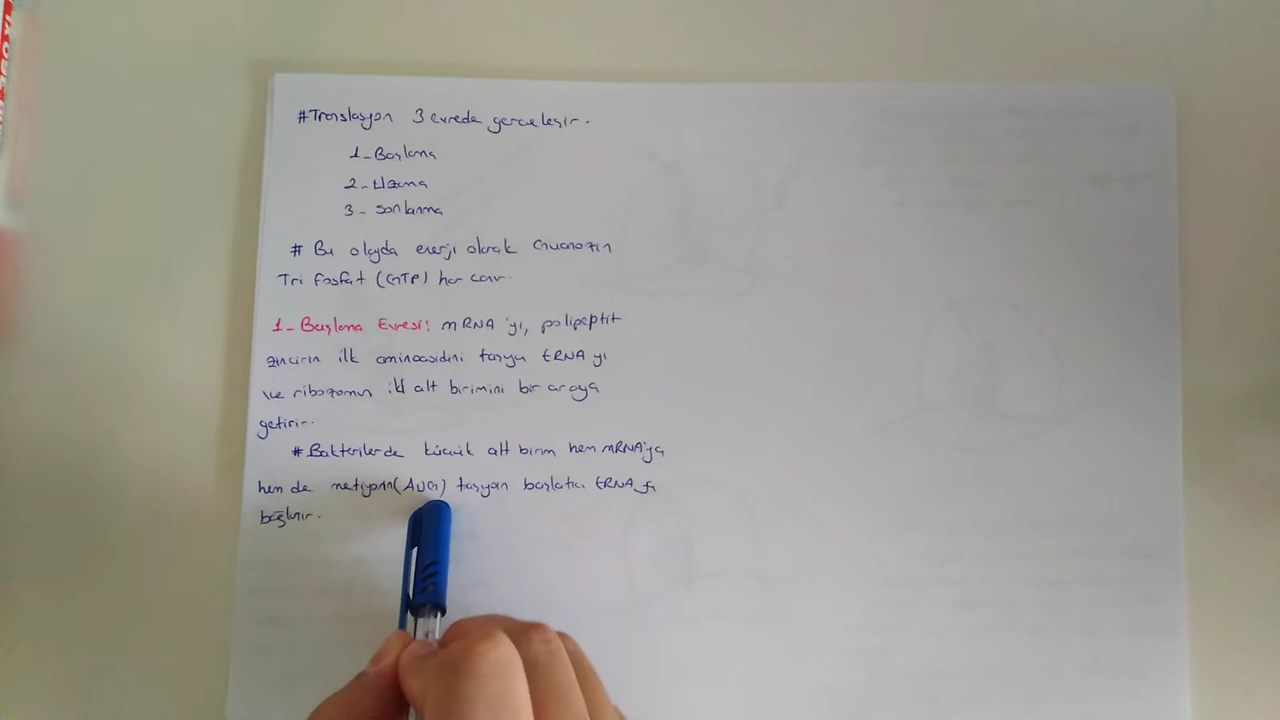 #Translasyon 3 evrede gerçekleşir.
1-Başlama
2-Uzama
3-Sonlanma
# Bu olayda enerji olarak Guanozin
Tri fosfat (GTP) harcanır.
1-Başlama Evresi: mRNA'yı, polipeptit
zincirin ilk aminoasidini taşıyan tRNA yı
ve ribozomun iki alt birimini bir araya
getirir.
#Bakterilerde küçük alt birim hem mRNA'ya
hem de metiyonin(AUG) taşıyan başlatıcı tRNA ya
bağlanır.